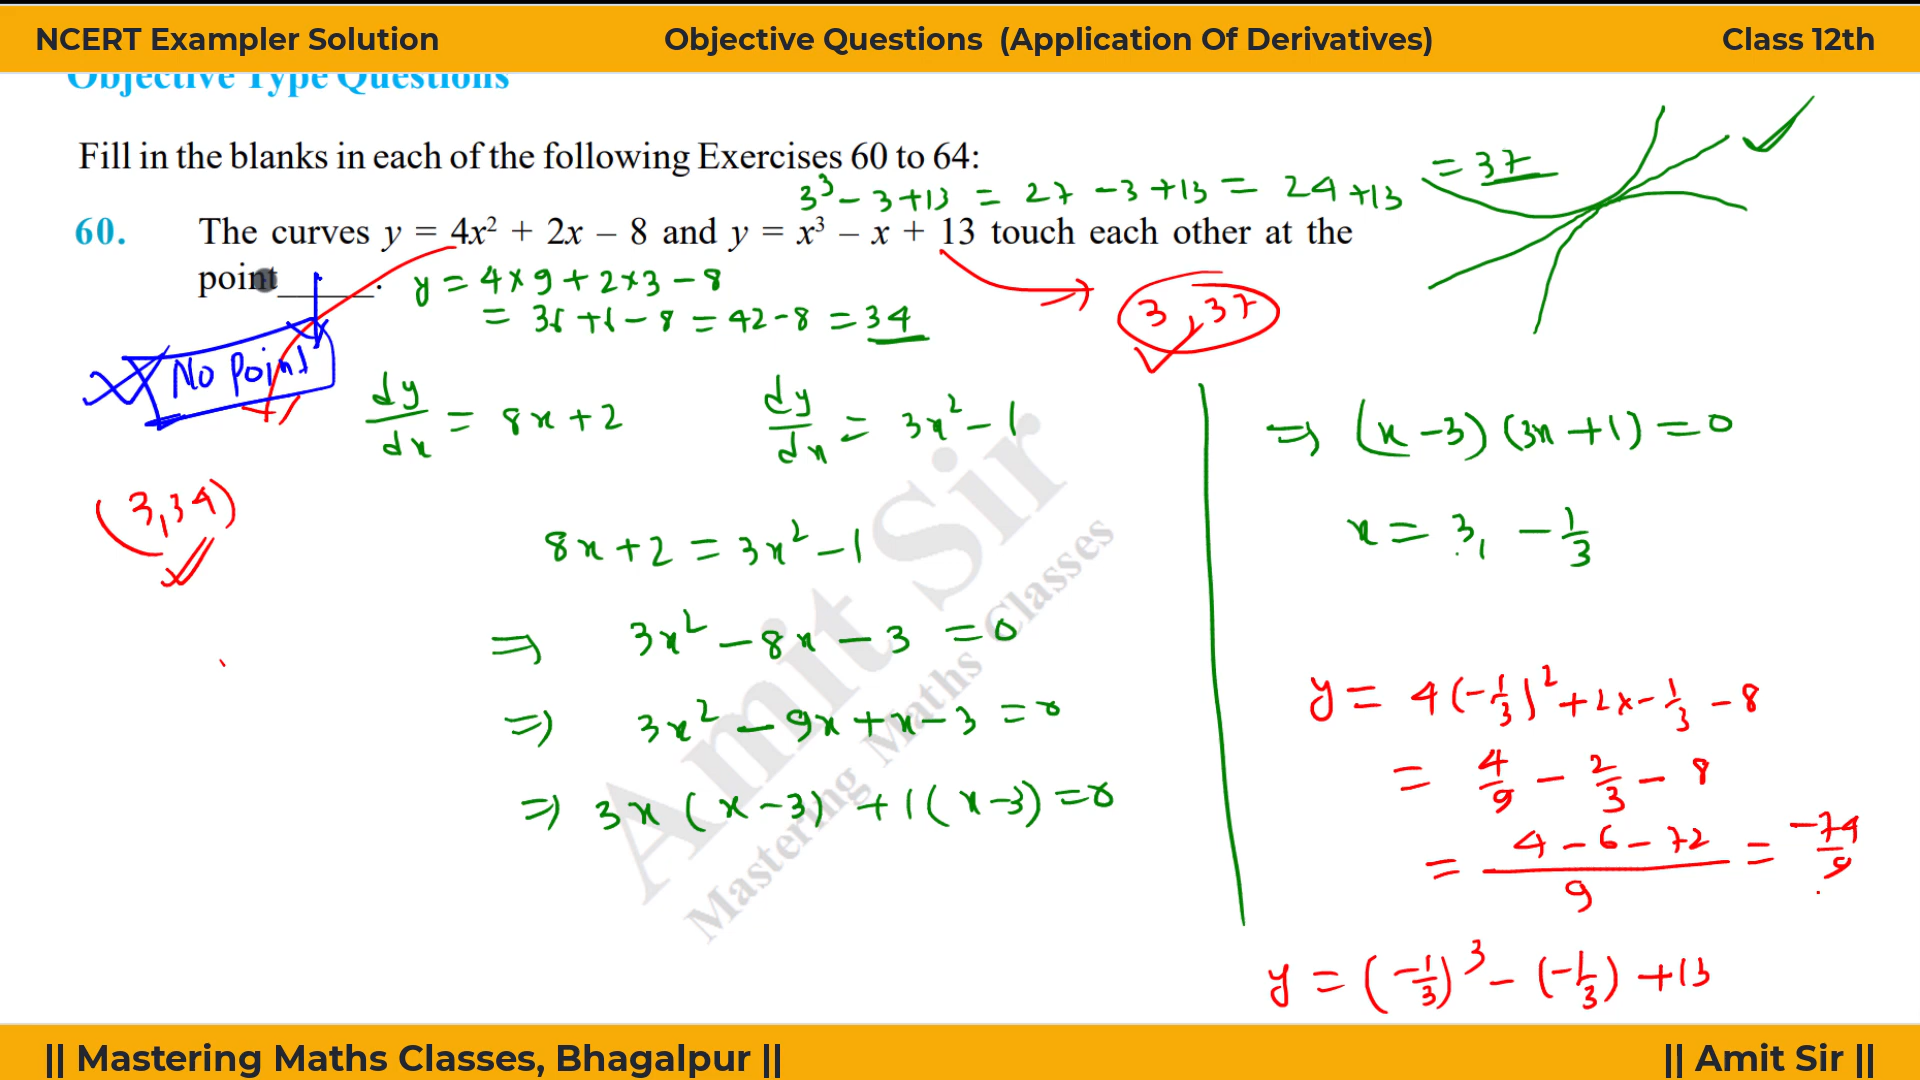 NCERT Exampler Solution Objective Questions (Application Of Derivatives) Class 12th
Objective Type Questions
Fill in the blanks in each of the following Exercises 60 to 64:
3³ - 3 + 13 = 27 - 3 + 13 = 24 + 13 = 37
60. The curves y = 4x² + 2x – 8 and y = x³ – x + 13 touch each other at the
point______.
y = 4 × 9 + 2 × 3 - 8
= 36 + 6 - 8 = 42 - 8 = 34
3, 37
No Point
dy/dx = 8x + 2
dy/dx = 3x² - 1
(3, 34)
8x + 2 = 3x² - 1
⇒ 3x² - 8x - 3 = 0
⇒ 3x² - 9x + x - 3 = 0
⇒ 3x (x - 3) + 1 (x - 3) = 0
⇒ (x - 3) (3x + 1) = 0
x = 3, -1/3
y = 4(-1/3)² + 2 × -1/3 - 8
= 4/9 - 2/3 - 8
= 4 - 6 - 72 / 9 = -74/9
y = (-1/3)³ - (-1/3) + 13
Amit Sir
Mastering Maths Classes
|| Mastering Maths Classes, Bhagalpur || || Amit Sir ||